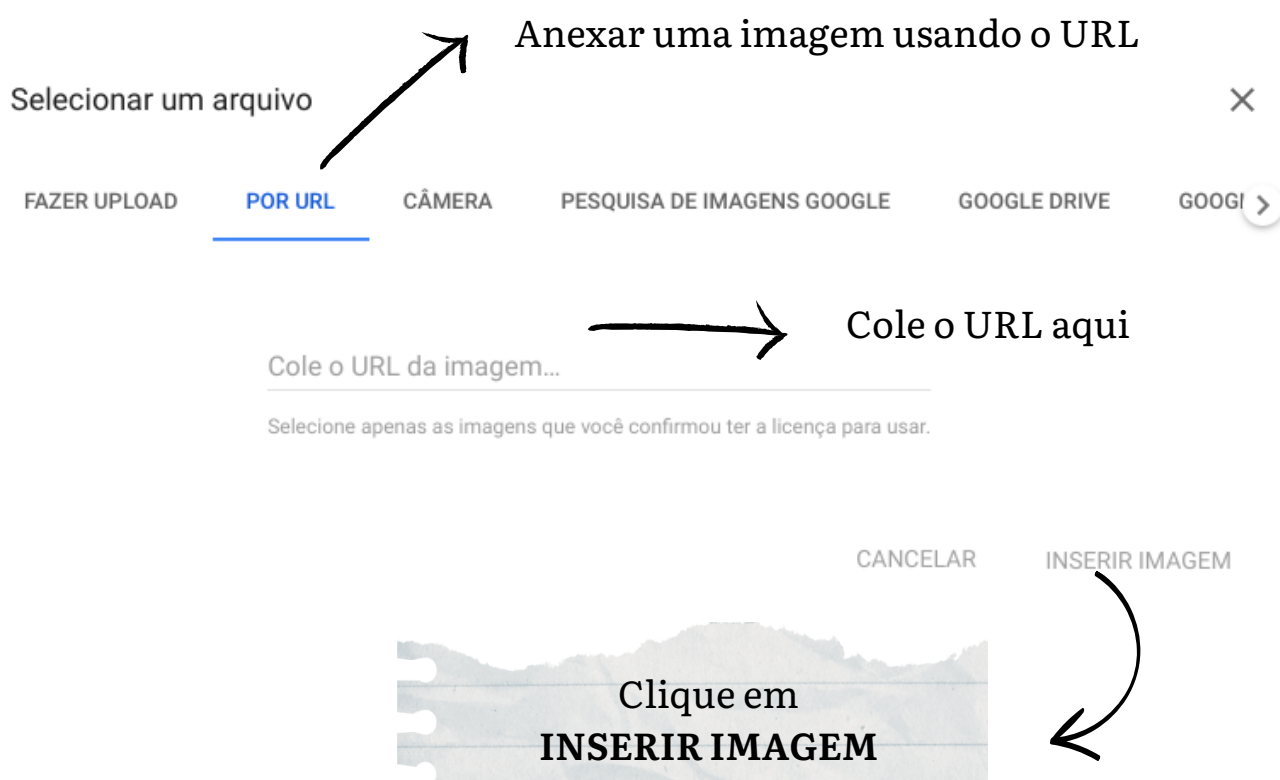 Anexar uma imagem usando o URL
Selecionar um arquivo
FAZER UPLOAD POR URL CÂMERA PESQUISA DE IMAGENS GOOGLE GOOGLE DRIVE GOOG
Cole o URL aqui
Cole o URL da imagem...
Selecione apenas as imagens que você confirmou ter a licença para usar.
CANCELAR INSERIR IMAGEM
Clique em
INSERIR IMAGEM